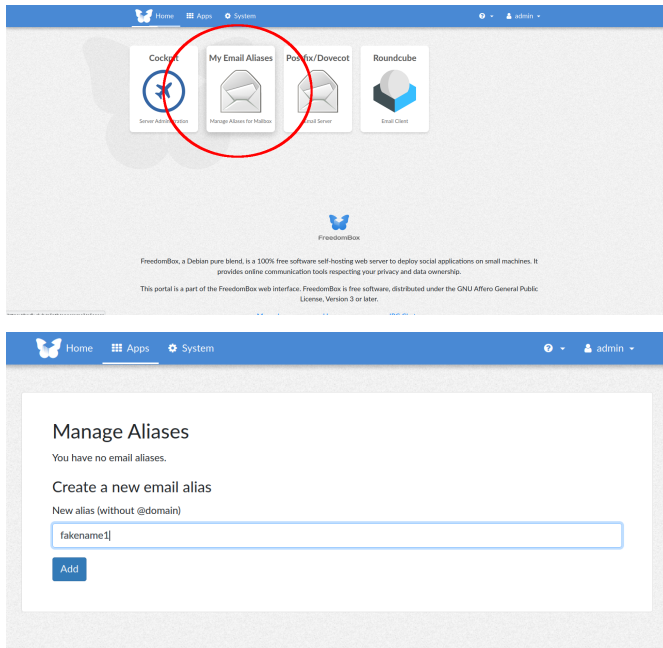 Home Apps System admin
Cockpit My Email Aliases Postfix/Dovecot Roundcube
Server Administration Manage Aliases for Mailbox Email Server Email Client
FreedomBox
FreedomBox, a Debian pure blend, is a 100% free software self-hosting web server to deploy social applications on small machines. It
provides online communication tools respecting your privacy and data ownership.
This portal is a part of the FreedomBox web interface. FreedomBox is free software, distributed under the GNU Affero General Public
License, Version 3 or later.
Home Apps System admin
Manage Aliases
You have no email aliases.
Create a new email alias
New alias (without @domain)
fakename1
Add